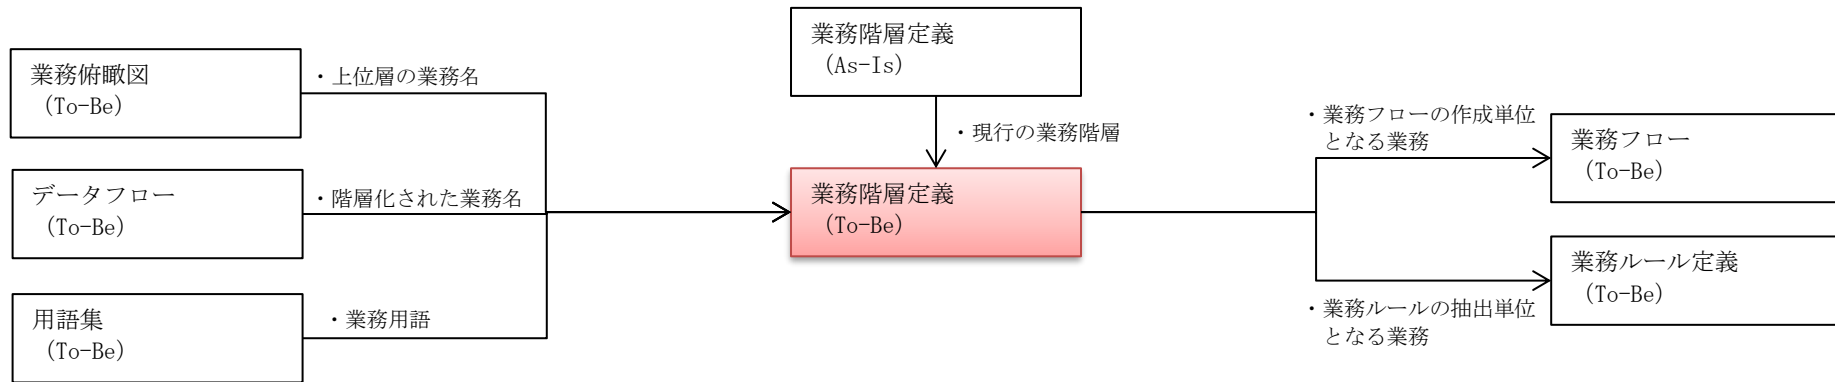 業務俯瞰図
（To-Be）
・上位層の業務名
データフロー
（To-Be）
・階層化された業務名
用語集
（To-Be）
・業務用語
業務階層定義
（As-Is）
・現行の業務階層
業務階層定義
（To-Be）
・業務フローの作成単位
となる業務
業務フロー
（To-Be）
業務ルール定義
（To-Be）
・業務ルールの抽出単位
となる業務